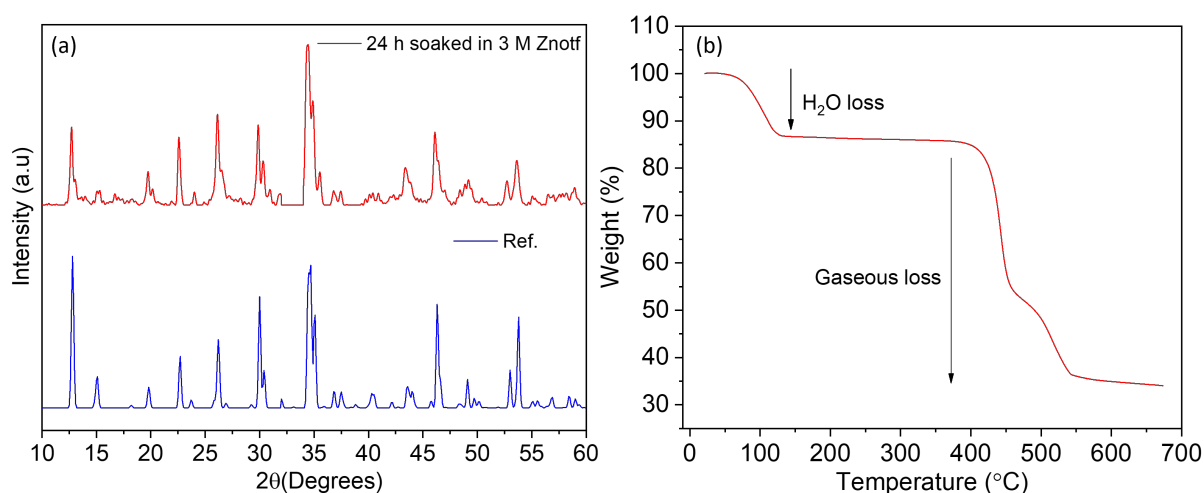 (a)
24 h soaked in 3 M Znotf
Ref.
Intensity (a.u)
10 15 20 25 30 35 40 45 50 55 60
2θ(Degrees)
(b)
110
100
90
80
70
60
50
40
30
H₂O loss
Gaseous loss
Weight (%)
0 100 200 300 400 500 600 700
Temperature (°C)